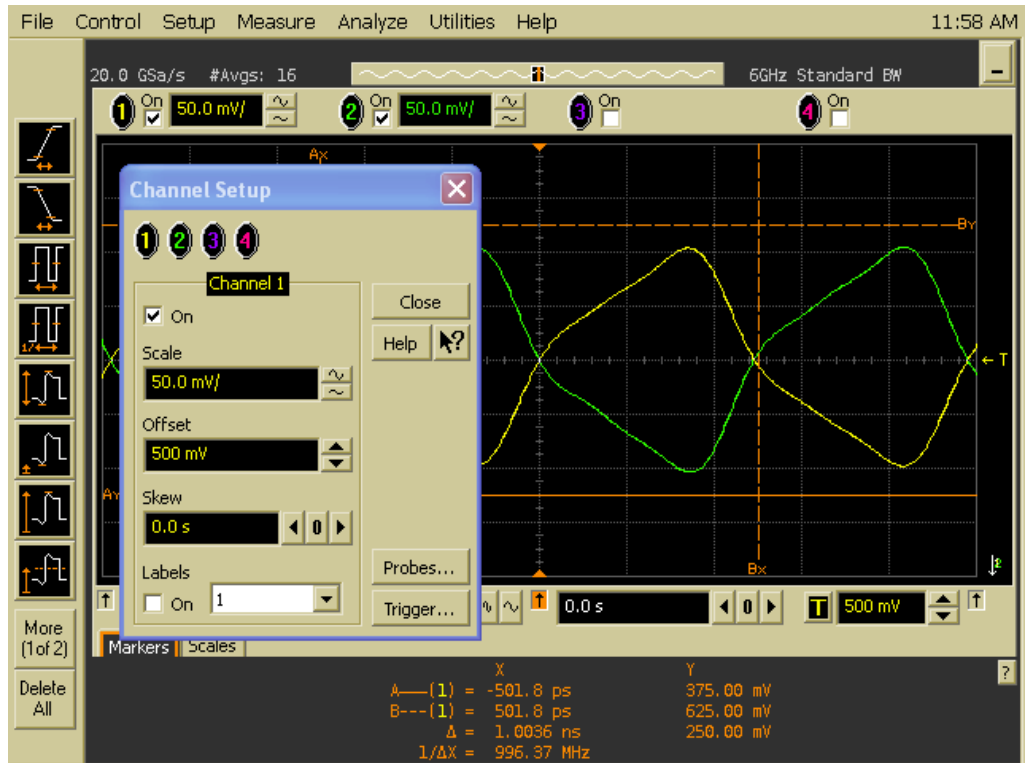 File Control Setup Measure Analyze Utilities Help 11:58 AM
20.0 GSa/s #Avgs: 16 6GHz Standard BW
1 On 50.0 mV/ 2 On 50.0 mV/ 3 On 4 On
Ax
Channel Setup
By
1 2 3 4
Channel 1
On
Close
Help
Scale
50.0 mV/
T
Offset
500 mV
Ay
Skew
0.0 s 0
Labels
Probes...
Bx
2
On 1
Trigger...
0.0 s 0 T 500 mV
More
(1of 2)
Markers Scales
Delete
All
X Y
A——(1) = -501.8 ps 375.00 mV
B---(1) = 501.8 ps 625.00 mV
Δ = 1.0036 ns 250.00 mV
1/ΔX = 996.37 MHz
?